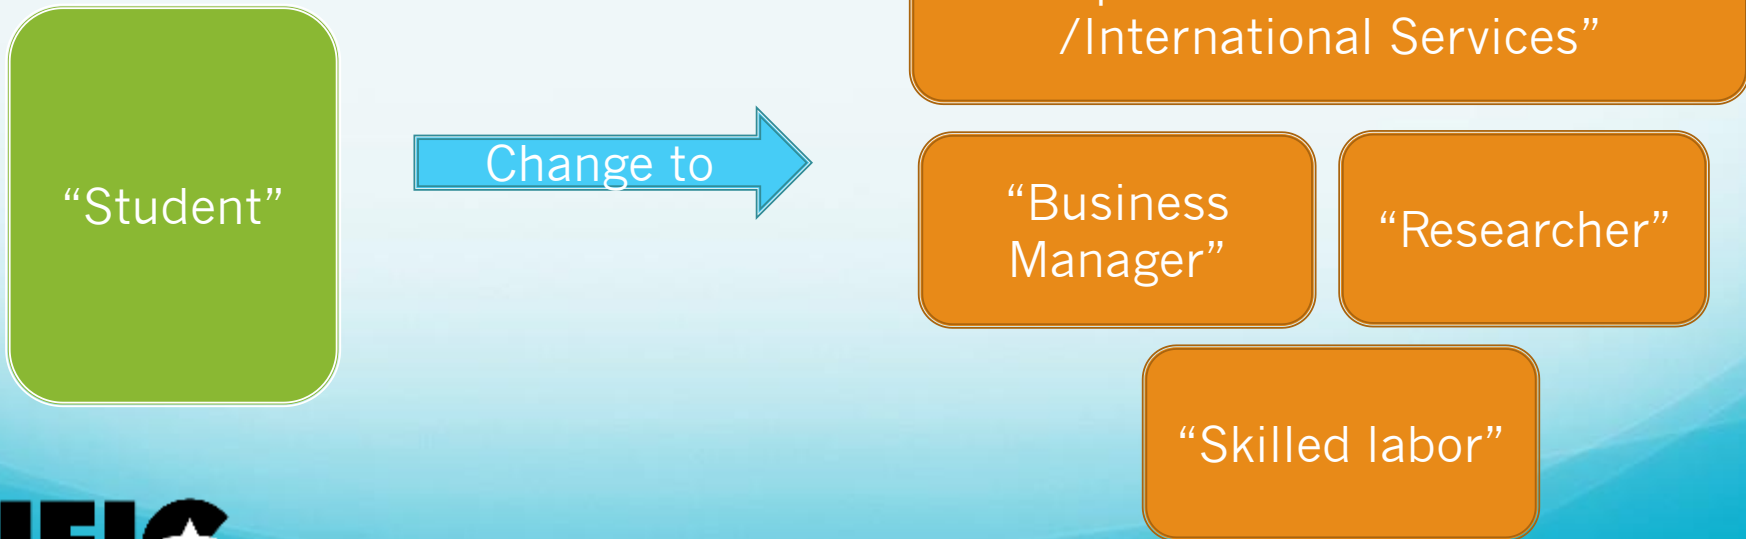 “Student”
Change to
/International Services”
“Business
Manager”
“Researcher”
“Skilled labor”